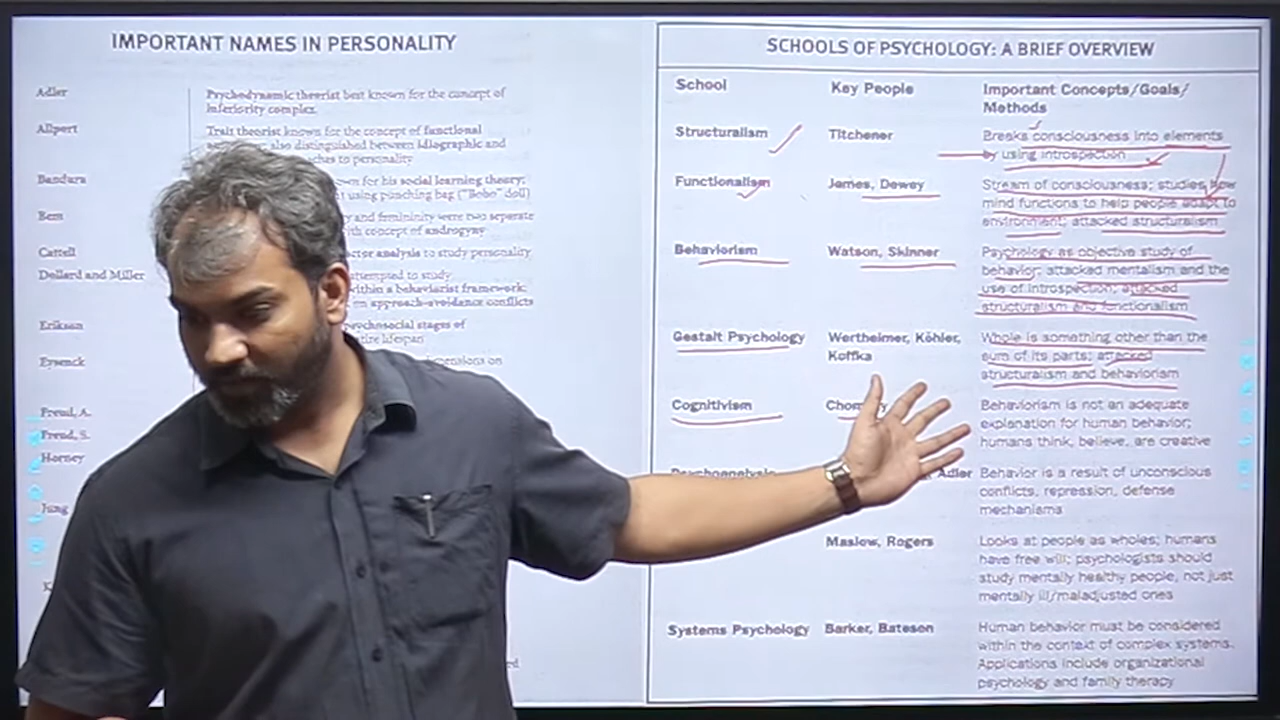 IMPORTANT NAMES IN PERSONALITY
Adler
Psychodynamic theorist best known for the concept of
inferiority complex.
Allport
Trait theorist known for the concept of functional
also distinguished between idiographic and
to personality
Bandura
for his social learning theory;
using punching bag ("Bobo" doll)
Bem
and femininity were two seperate
concept of androgyny
Cattell
analysis to study personality
Dollard and Miller
attempted to study
within a behaviorist framework;
on approach-avoidance conflicts
Erikson
psychosocial stages of
lifespan
Eysenck
on
Freud, A.
Freud, S.
Horney
Jung
SCHOOLS OF PSYCHOLOGY: A BRIEF OVERVIEW
School
Key People
Important Concepts/Goals/
Methods
Structuralism
Titchener
Breaks consciousness into elements
by using introspection
Functionalism
James, Dewey
Stream of consciousness; studies how
mind functions to help people adapt to
environment; attacked structuralism
Behaviorism
Watson, Skinner
Psychology as objective study of
behavior; attacked mentalism and the
use of introspection; attacked
structuralism and functionalism
Gestalt Psychology
Wertheimer, Köhler,
Koffka
Whole is something other than the
sum of its parts; attacked
structuralism and behaviorism
Cognitivism
Behaviorism is not an adequate
explanation for human behavior;
humans think, believe, are creative
Psychoanalysis
Adler
Behavior is a result of unconscious
conflicts, repression, defense
mechanisms
Maslow, Rogers
Looks at people as wholes; humans
have free will; psychologists should
study mentally healthy people, not just
mentally ill/maladjusted ones
Systems Psychology
Barker, Bateson
Human behavior must be considered
within the context of complex systems.
Applications include organizational
psychology and family therapy